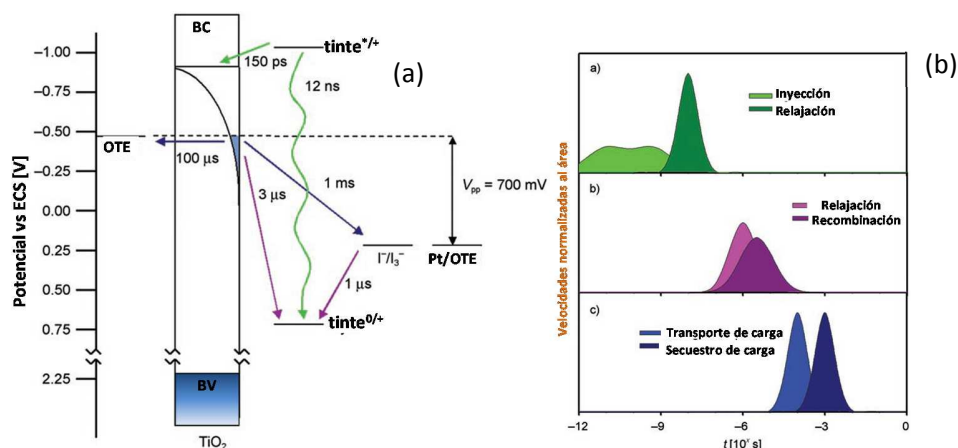 (a)
Potencial vs ECS [V]
−1.00
−0.75
−0.50
−0.25
0.00
0.25
0.50
0.75
2.25
OTE
BC
BV
TiO₂
150 ps
tinte*/+
12 ns
100 µs
3 µs
1 ms
V_pp = 700 mV
I⁻/I₃⁻
Pt/OTE
1 µs
tinte⁰/+
(b)
Velocidades normalizadas al área
a)
Inyección
Relajación
b)
Relajación
Recombinación
c)
Transporte de carga
Secuestro de carga
−12
−9
−6
−3
0